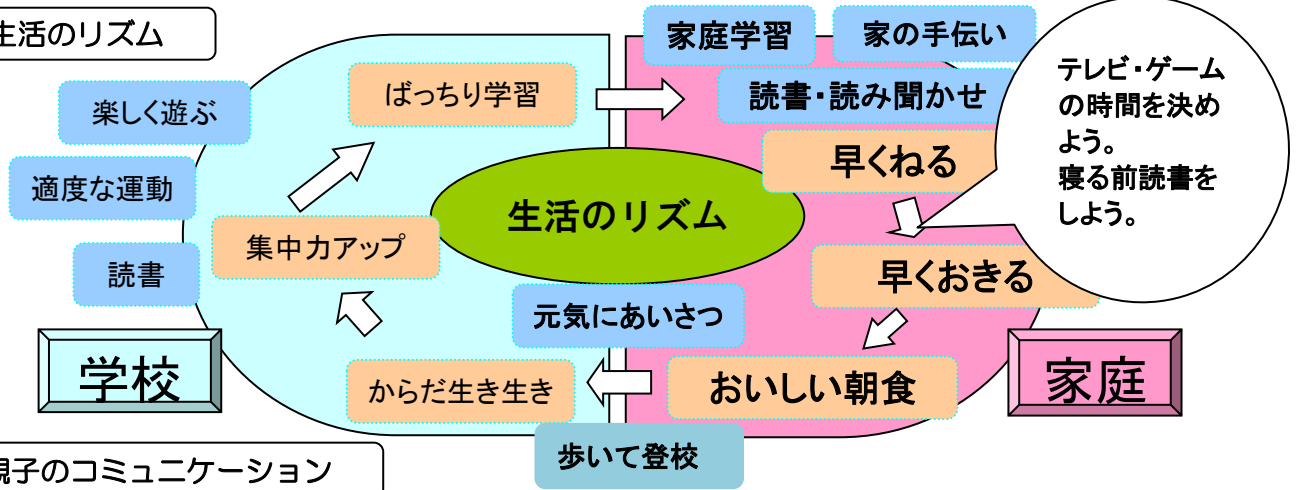 生活のリズム
家庭学習
家の手伝い
読書・読み聞かせ
ばっちり学習
楽しく遊ぶ
適度な運動
読書
集中力アップ
生活のリズム
早くねる
テレビ・ゲーム
の時間を決め
よう。
寝る前読書を
しよう。
早くおきる
元気にあいさつ
学校
家庭
からだ生き生き
おいしい朝食
歩いて登校
親子のコミュニケーション